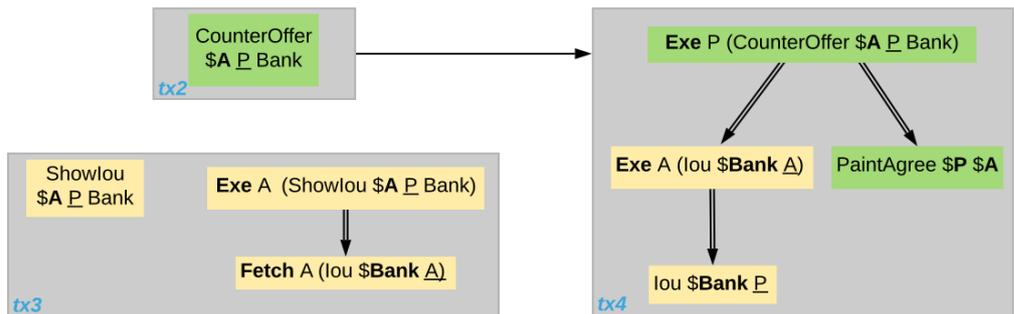 CounterOffer
$A P Bank
tx2
Exe P (CounterOffer $A P Bank)
Exe A (Iou $Bank A)
PaintAgree $P $A
Iou $Bank P
tx4
ShowIou
$A P Bank
Exe A (ShowIou $A P Bank)
Fetch A (Iou $Bank A)
tx3